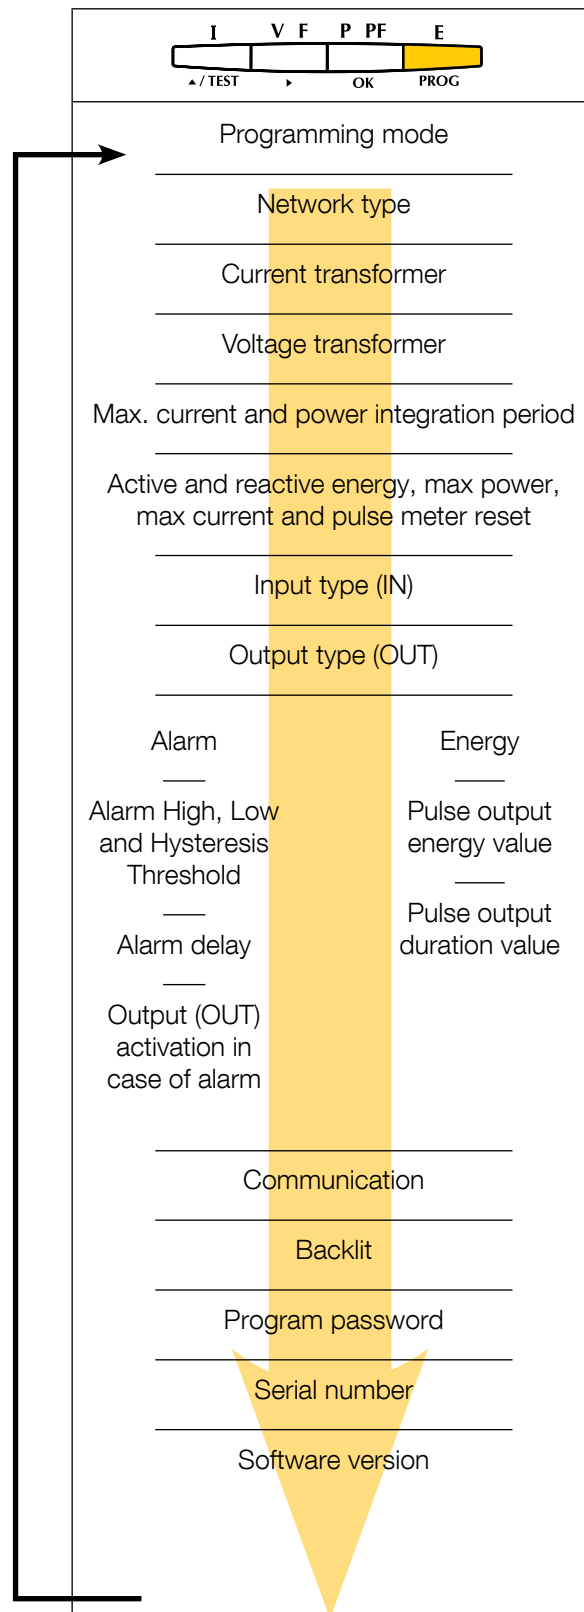 I V F P PF E
▲ / TEST ▶ OK PROG
Programming mode
Network type
Current transformer
Voltage transformer
Max. current and power integration period
Active and reactive energy, max power,
max current and pulse meter reset
Input type (IN)
Output type (OUT)
Alarm
Alarm High, Low
and Hysteresis
Threshold
Alarm delay
Output (OUT)
activation in
case of alarm
Energy
Pulse output
energy value
Pulse output
duration value
Communication
Backlit
Program password
Serial number
Software version